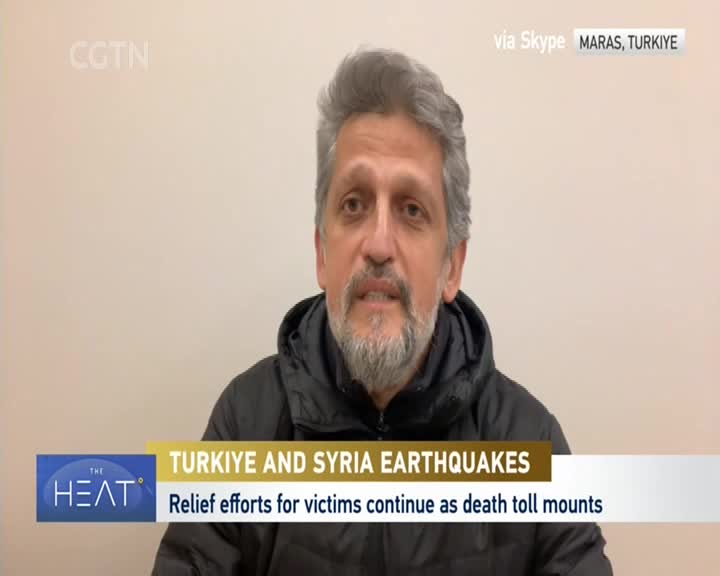 CGTN
via Skype
MARAS, TURKIYE
TURKIYE AND SYRIA EARTHQUAKES
THE
HEAT
Relief efforts for victims continue as death toll mounts